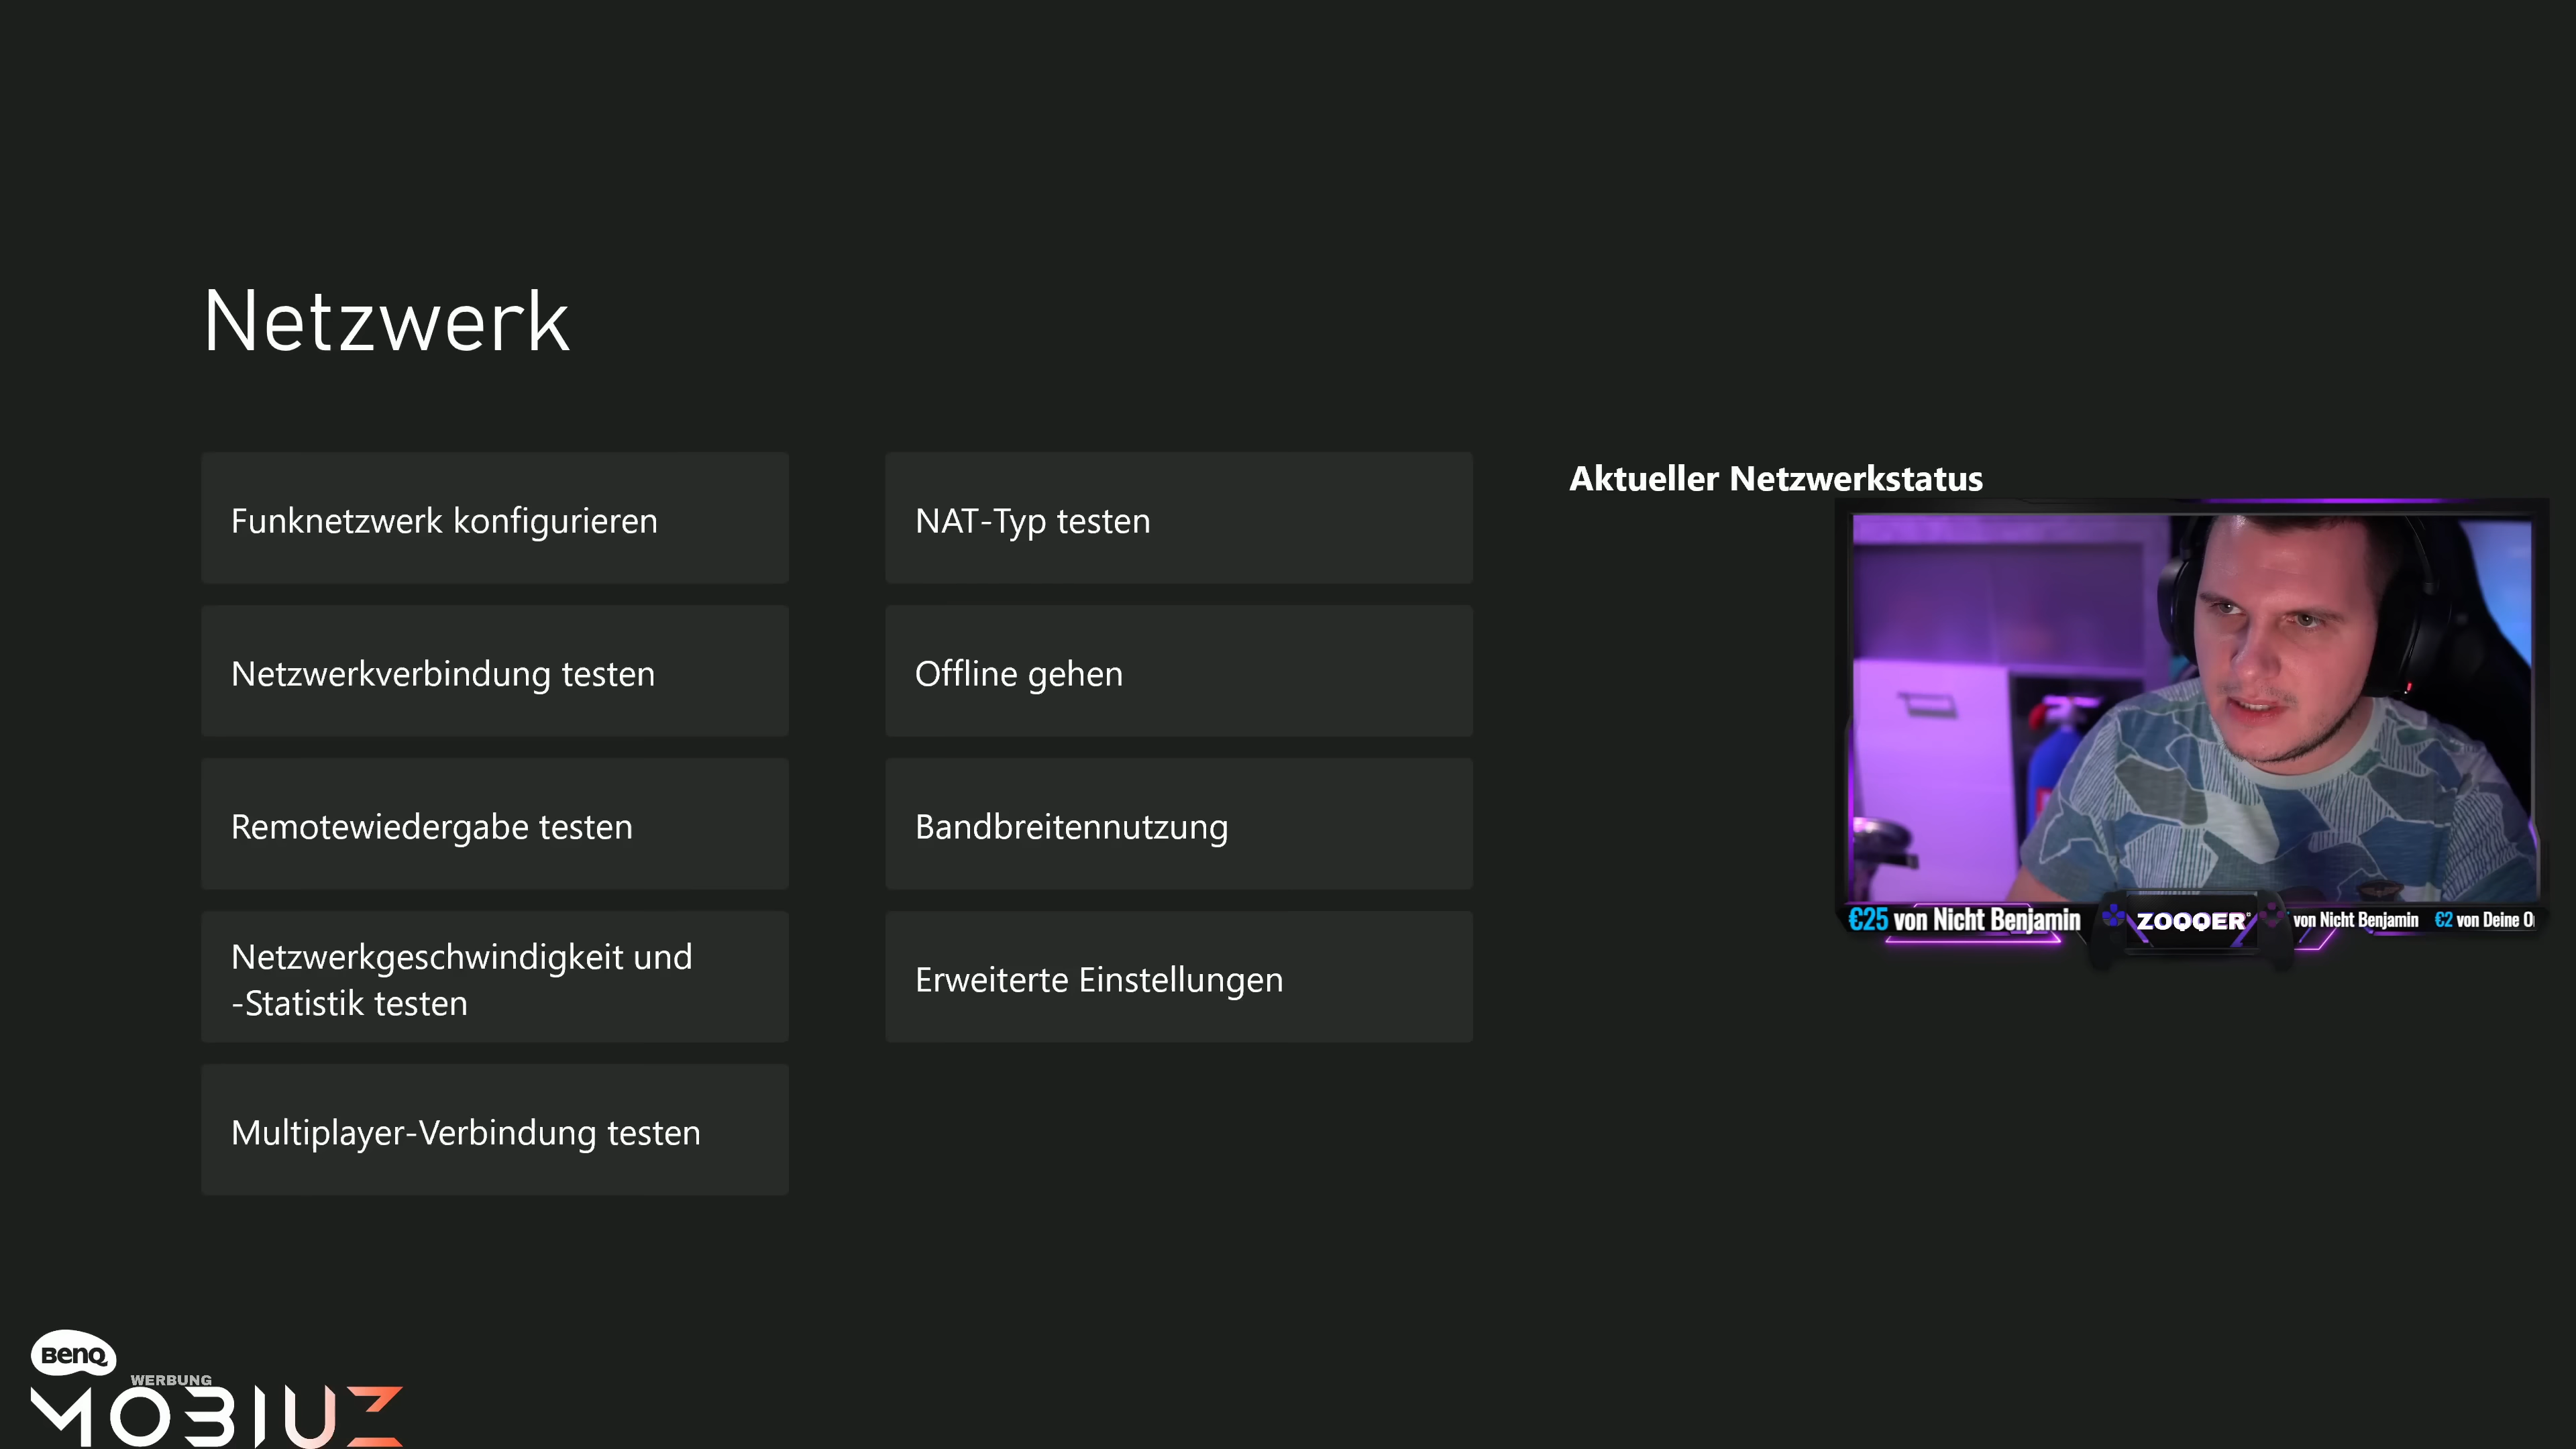 Netzwerk
Funknetzwerk konfigurieren
Netzwerkverbindung testen
Remotewiedergabe testen
Netzwerkgeschwindigkeit und
-Statistik testen
Multiplayer-Verbindung testen
NAT-Typ testen
Offline gehen
Bandbreitennutzung
Erweiterte Einstellungen
Aktueller Netzwerkstatus
€25 von Nicht Benjamin
ZOQQER
von Nicht Benjamin €2 von Deine
BenQ
WERBUNG
MOBIUZ